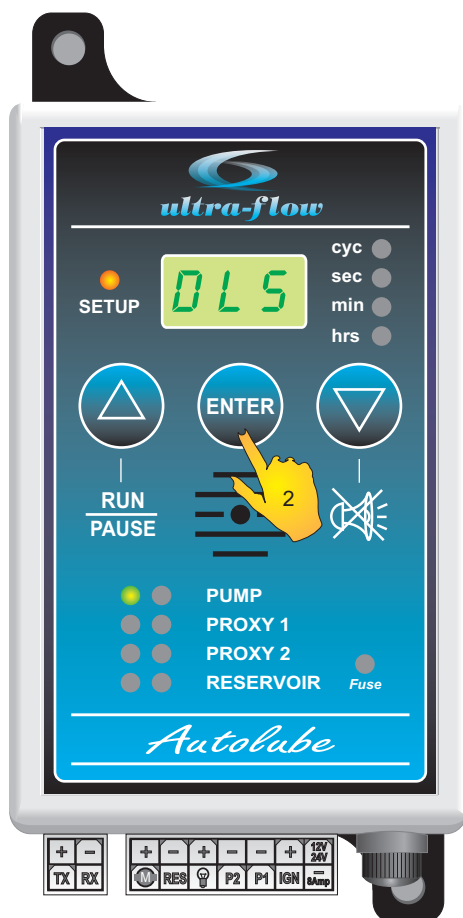 ultra-flow
cyc
sec
min
hrs
SETUP
DLS
ENTER
2
RUN
PAUSE
PUMP
PROXY 1
PROXY 2
RESERVOIR
Fuse
Autolube
+ - + - + - - + 12V
24V
TX RX M RES P2 P1 IGN 8Amp